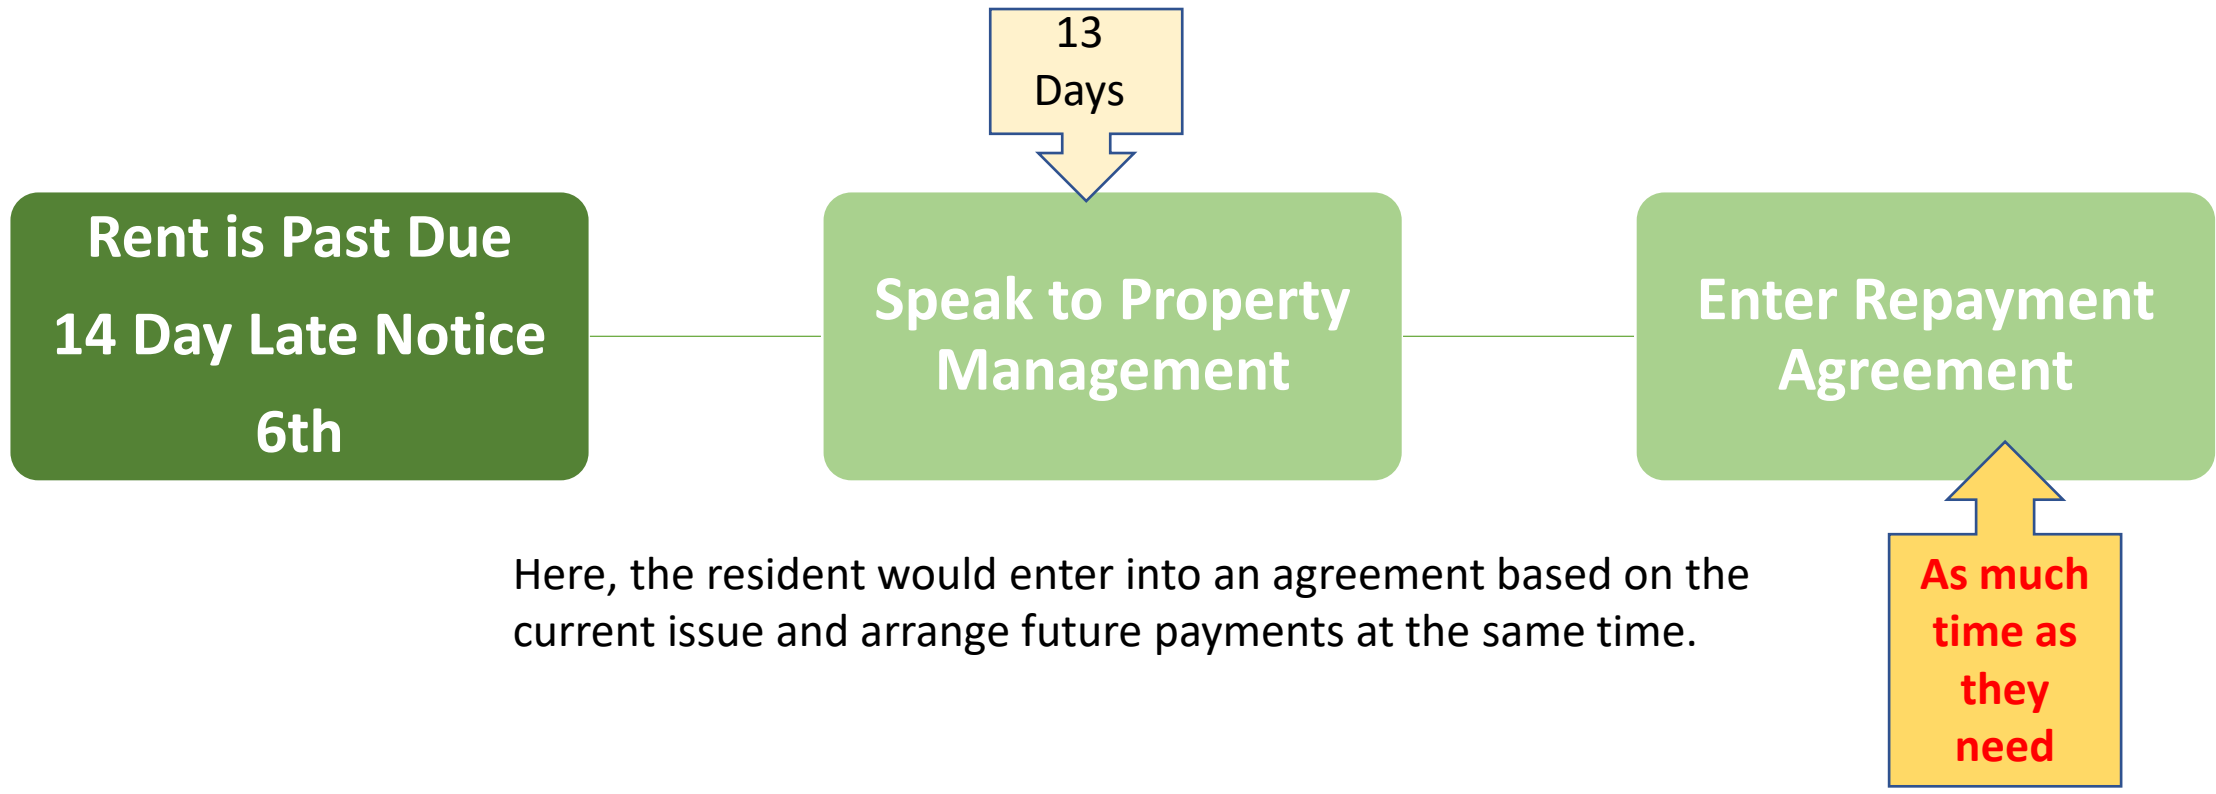 13
Days
Rent is Past Due
14 Day Late Notice
6th
Speak to Property
Management
Enter Repayment
Agreement
Here, the resident would enter into an agreement based on the
current issue and arrange future payments at the same time.
As much
time as
they
need